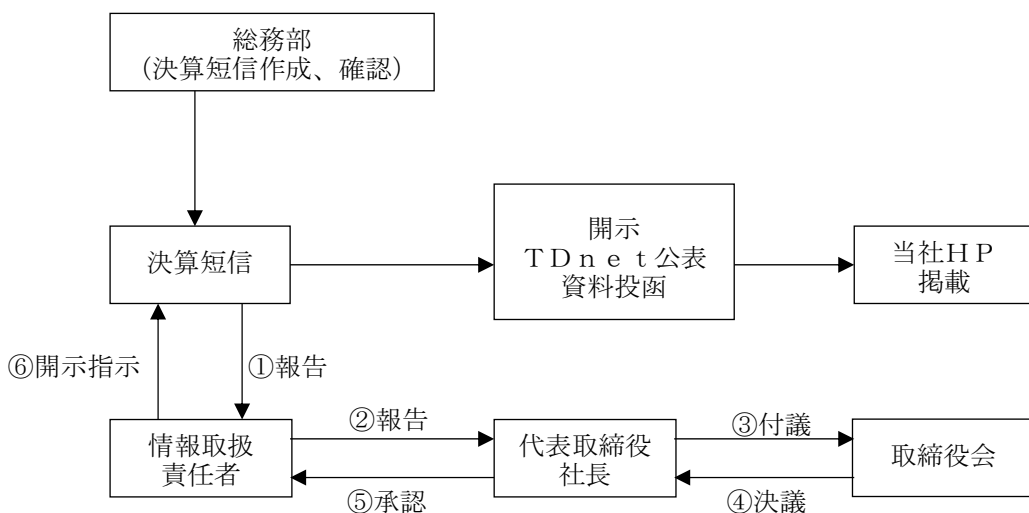 総務部
（決算短信作成、確認）
決算短信
開示
ＴＤｎｅｔ公表
資料投函
当社ＨＰ
掲載
⑥開示指示
①報告
情報取扱
責任者
②報告
⑤承認
代表取締役
社長
③付議
④決議
取締役会